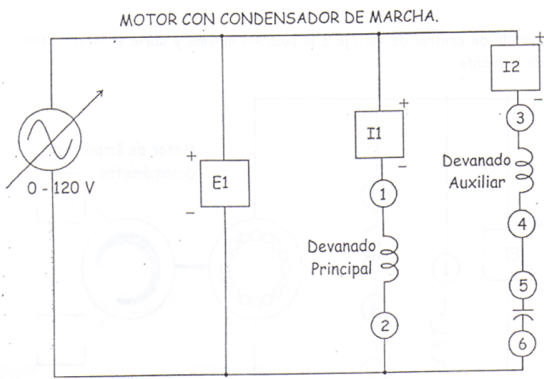 MOTOR CON CONDENSADOR DE MARCHA.
I2
+
-
I1
+
-
E1
+
-
0 - 120 V
1
Devanado
Principal
2
3
Devanado
Auxiliar
4
5
6